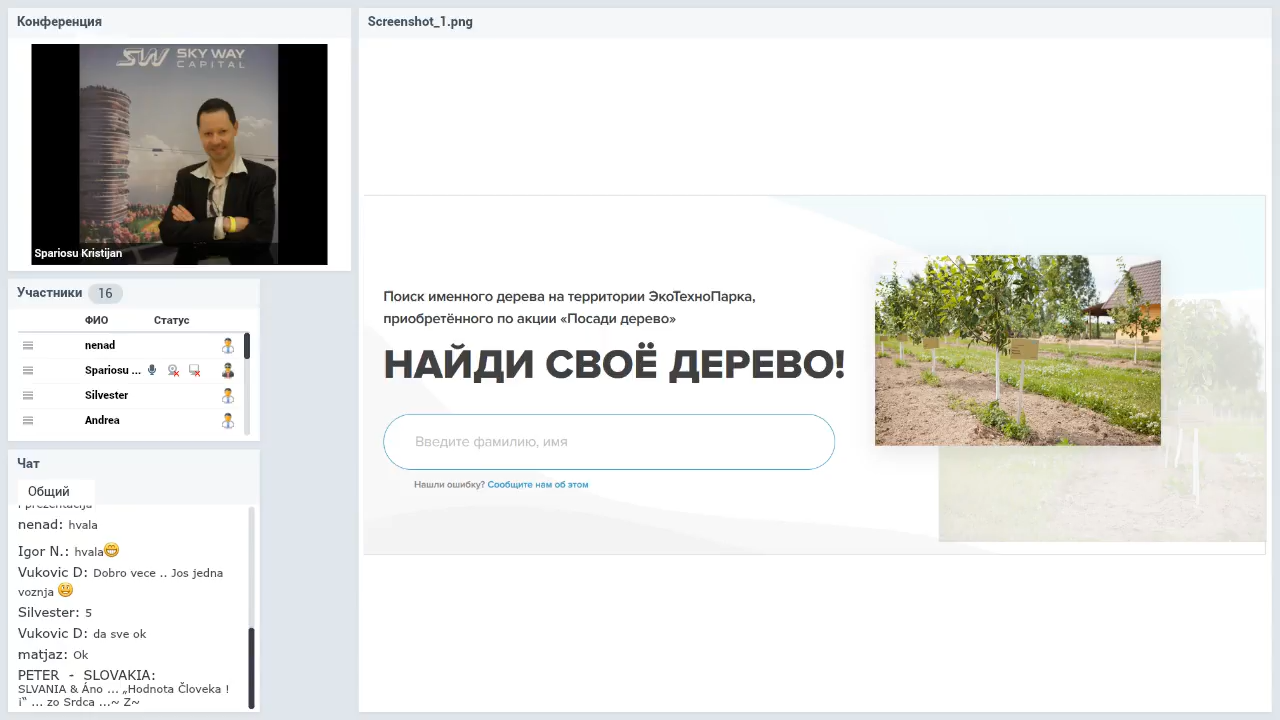 Конференция
SW SKY WAY
CAPITAL
Spariosu Kristijan
Участники 16
ФИО Статус
nenad
Spariosu ...
Silvester
Andrea
Чат
Общий
i prezentacija
nenad: hvala
Igor N.: hvala
Vukovic D: Dobro vece .. Jos jedna
voznja
Silvester: 5
Vukovic D: da sve ok
matjaz: Ok
PETER - SLOVAKIA:
SLVANIA & Áno ... „Hodnota Človeka !
i“ ... zo Srdca ...~ Z~
Screenshot_1.png
Поиск именного дерева на территории ЭкоТехноПарка,
приобретённого по акции «Посади дерево»
НАЙДИ СВОЁ ДЕРЕВО!
Введите фамилию, имя
Нашли ошибку? Сообщите нам об этом